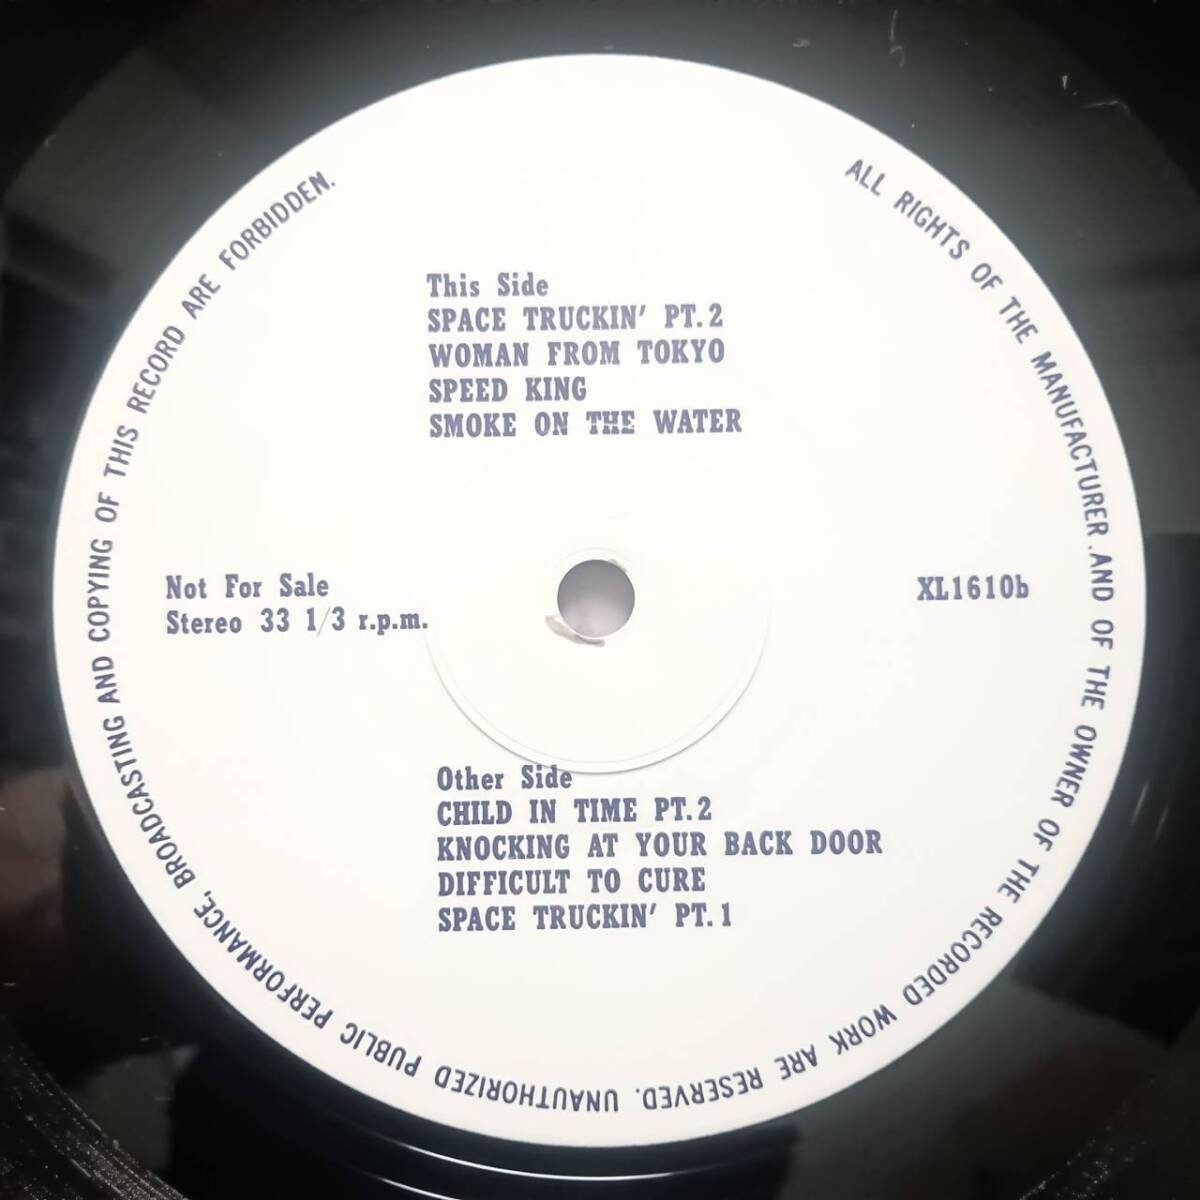 ALL RIGHTS OF THE MANUFACTURER .AND OF THE OWNER OF THE RECORDED WORK ARE RESERVED. UNAUTHORIZED PUBLIC PERFORMANCE, BROADCASTING AND COPYING OF THIS RECORD ARE FORBIDDEN.
This Side
SPACE TRUCKIN' PT.2
WOMAN FROM TOKYO
SPEED KING
SMOKE ON THE WATER
Not For Sale
Stereo 33 1/3 r.p.m.
XL1610b
Other Side
CHILD IN TIME PT.2
KNOCKING AT YOUR BACK DOOR
DIFFICULT TO CURE
SPACE TRUCKIN' PT.1